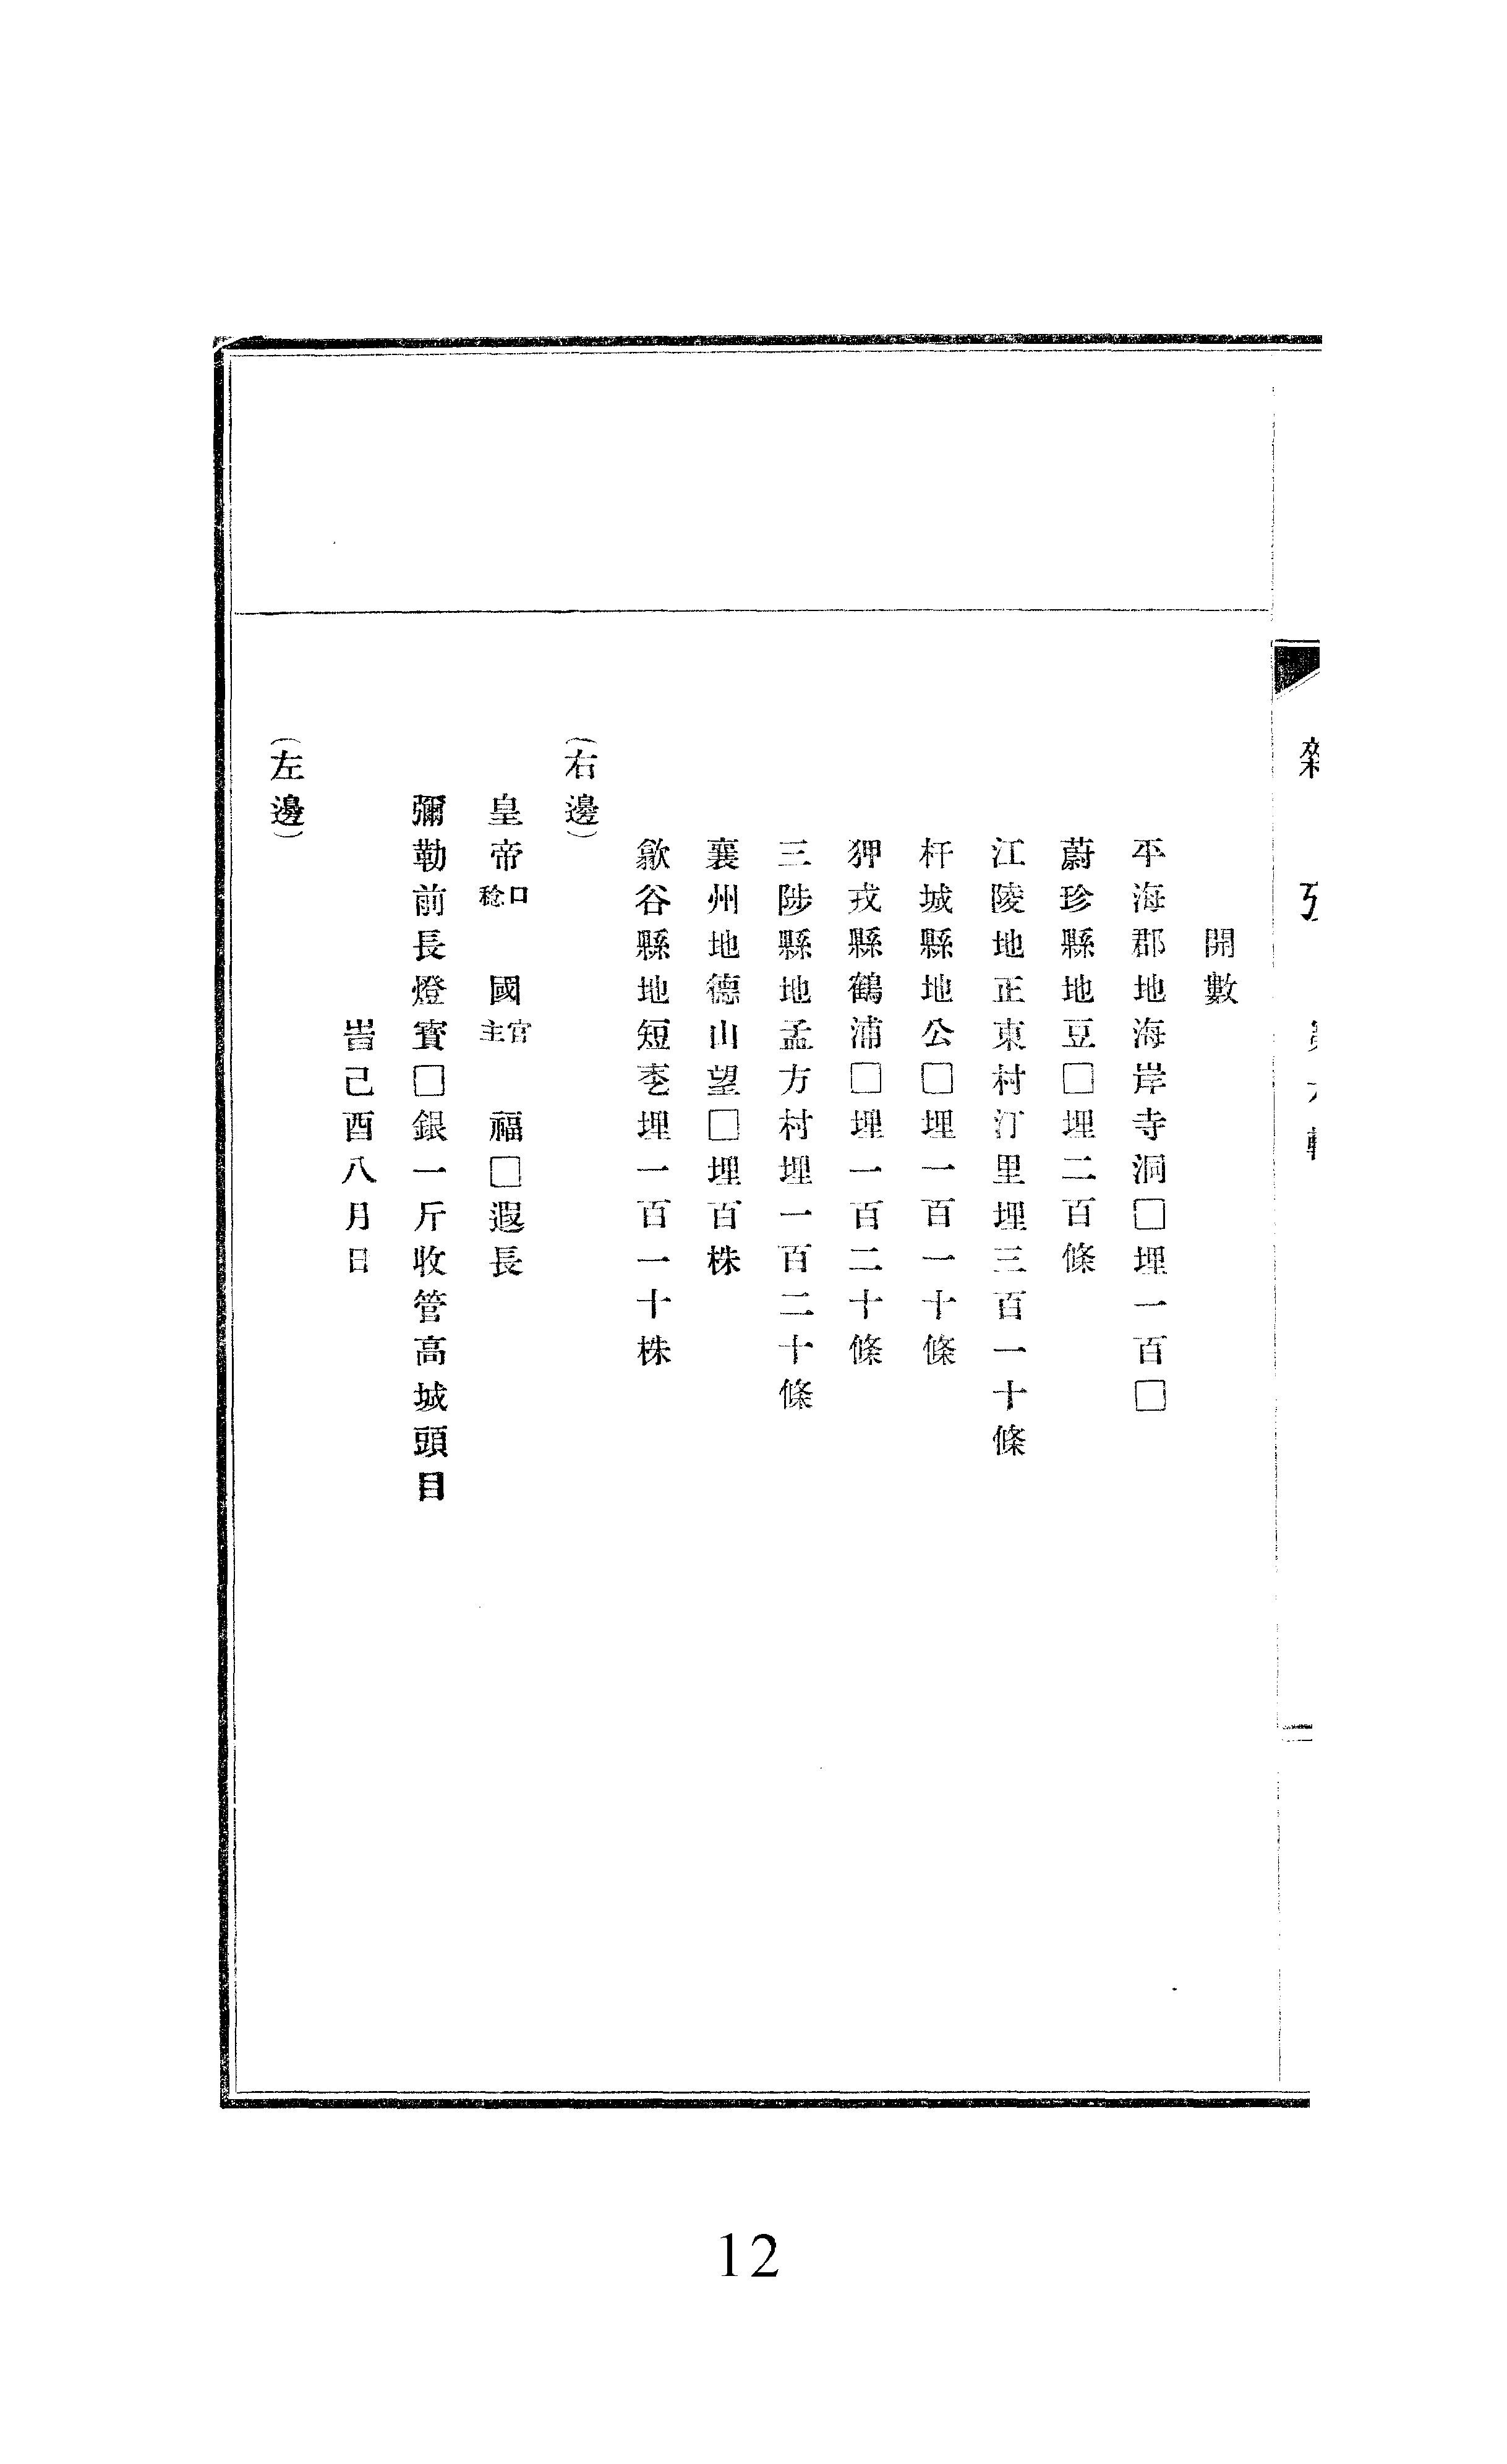 開數
平海郡地海岸寺洞□埋一百□
蔚珍縣地豆□埋二百條
江陵地正東村汀里埋三百一十條
杆城縣地公□埋一百一十條
狎戎縣鶴浦□埋一百二十條
三陟縣地孟方村埋一百二十條
襄州地德山望□埋百株
歙谷縣地短壱埋一百一十株
(右邊)
皇帝口稔 國官主 福□遐長
彌勒前長燈寳□銀一斤收管高城頭目
旹己酉八月日
(左邊)
12